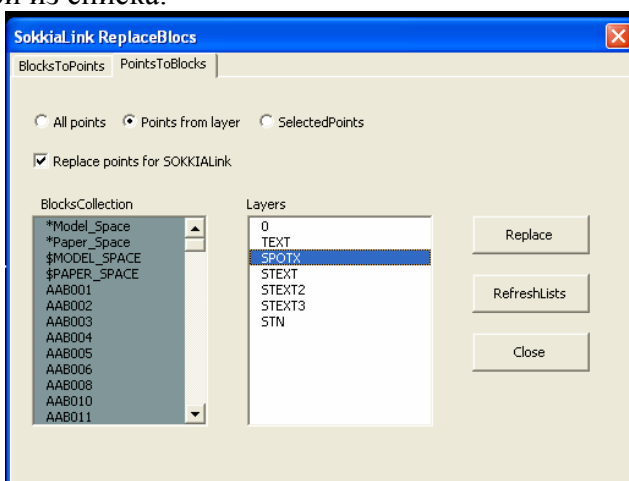 из списка.
SokkiaLink ReplaceBlocs
BlocksToPoints PointsToBlocks
All points Points from layer SelectedPoints
Replace points for SOKKIALink
BlocksCollection
*Model_Space
*Paper_Space
$MODEL_SPACE
$PAPER_SPACE
AAB001
AAB002
AAB003
AAB004
AAB005
AAB006
AAB008
AAB010
AAB011
Layers
0
TEXT
SPOTX
STEXT
STEXT2
STEXT3
STN
Replace
RefreshLists
Close